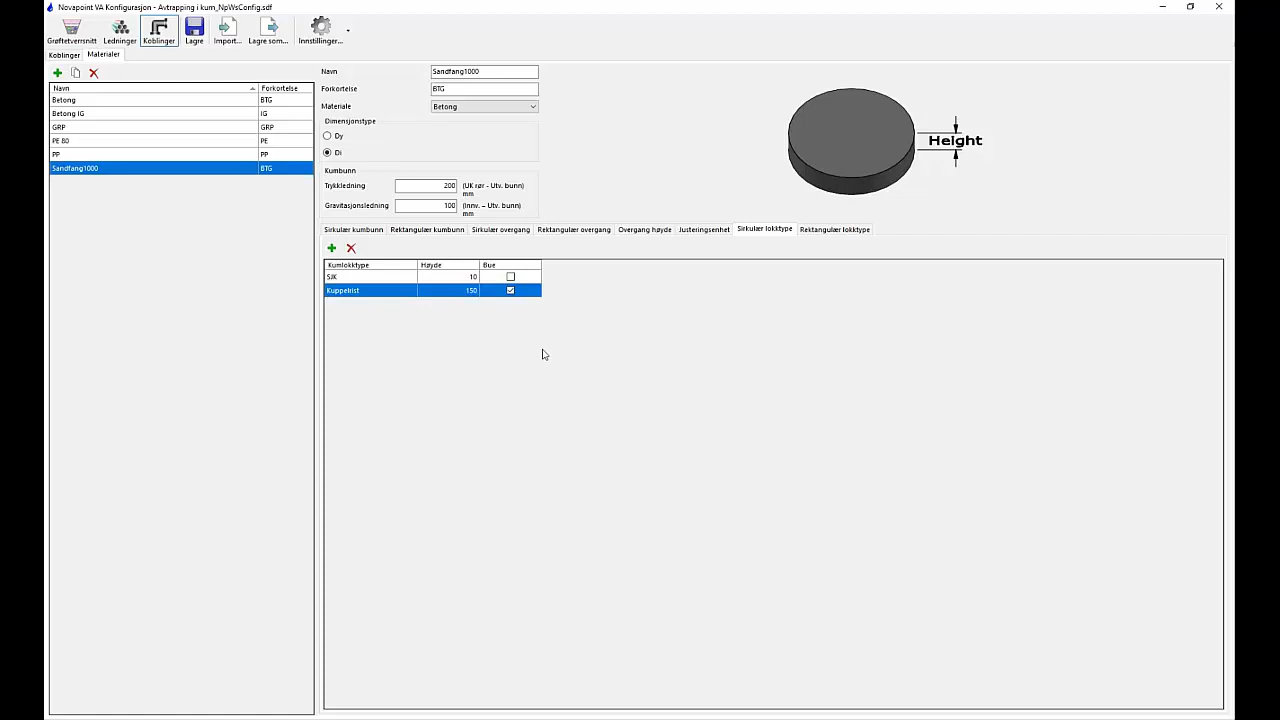 Novapoint VA Konfigurasjon - Avtrapping i kum_NpWsConfig.sdf
Grøftetverrsnitt Ledninger Koblinger Lagre Import... Lagre som... Innstillinger...
Koblinger Materialer
Navn Forkortelse
Betong BTG
Betong IG IG
GRP GRP
PE 80 PE
PP PP
Sandfang1000 BTG
Navn Sandfang1000
Forkortelse BTG
Materiale Betong
Dimensjonstype
Dy
Di
Kumbunn
Trykkledning 200 (UK rør - Utv. bunn) mm
Gravitasjonsledning 100 (Innv. - Utv. bunn) mm
Height
Sirkulær kumbunn Rektangulær kumbunn Sirkulær overgang Rektangulær overgang Overgang høyde Justeringsenhet Sirkulær lokktype Rektangulær lokktype
Kumlokktype Høyde Bue
SJK 10
Kuppelrist 150